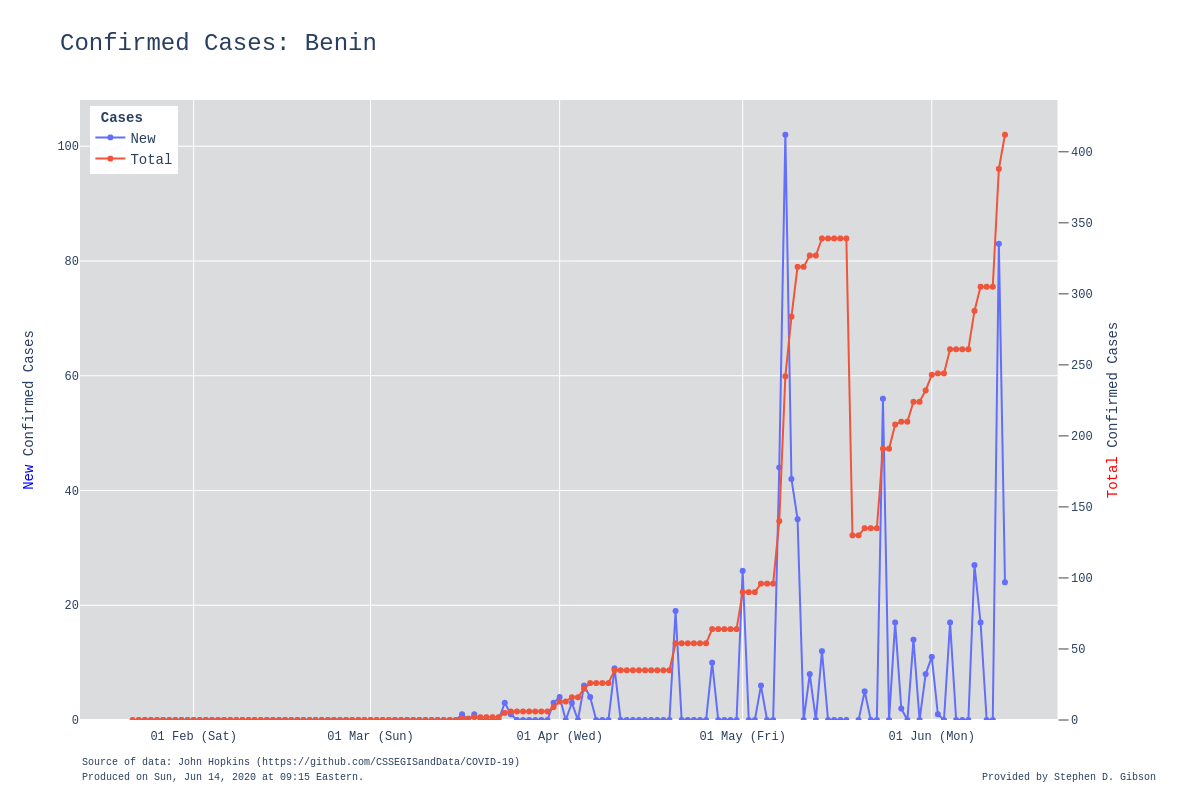 Confirmed Cases: Benin
Cases
New
Total
100
80
60
40
20
0
400
350
300
250
200
150
100
50
0
New Confirmed Cases
Total Confirmed Cases
01 Feb (Sat)
01 Mar (Sun)
01 Apr (Wed)
01 May (Fri)
01 Jun (Mon)
Source of data: John Hopkins (https://github.com/CSSEGISandData/COVID-19)
Produced on Sun, Jun 14, 2020 at 09:15 Eastern.
Provided by Stephen D. Gibson